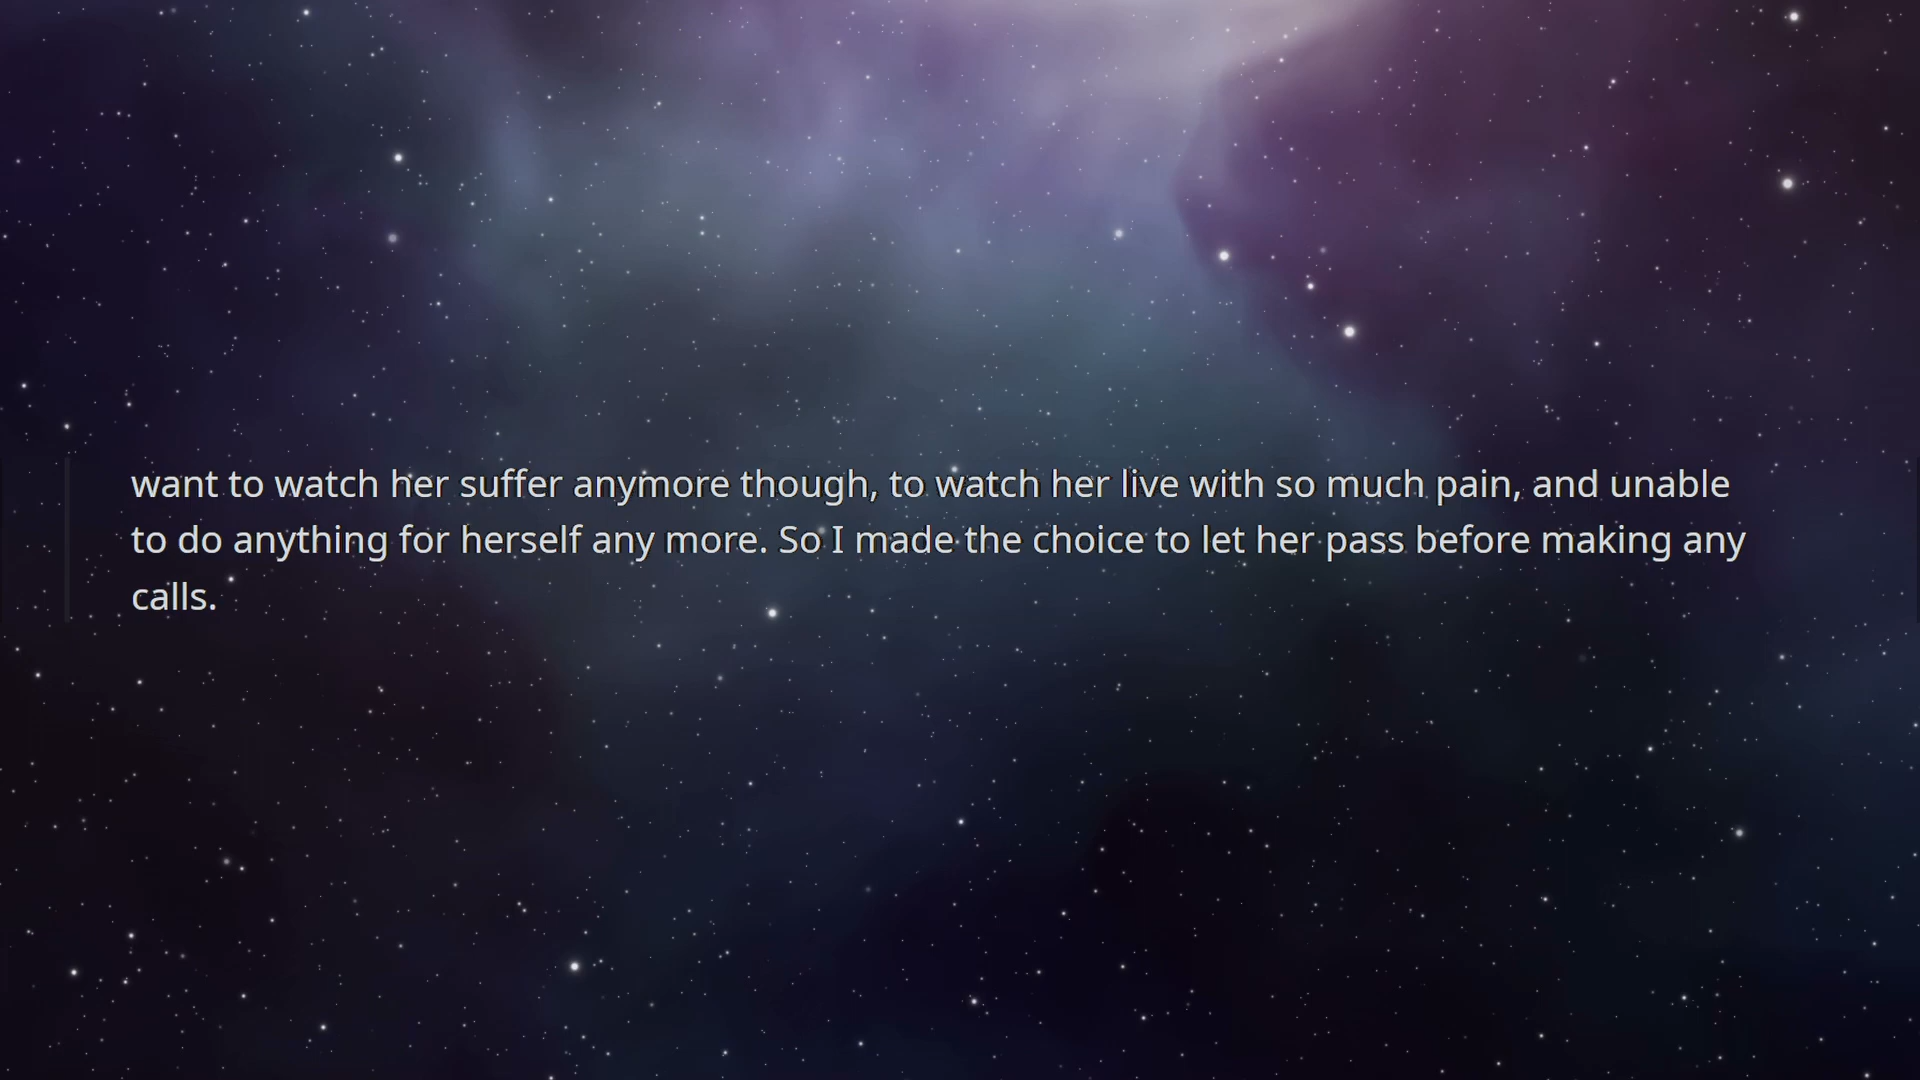 want to watch her suffer anymore though, to watch her live with so much pain, and unable
to do anything for herself any more. So I made the choice to let her pass before making any
calls.